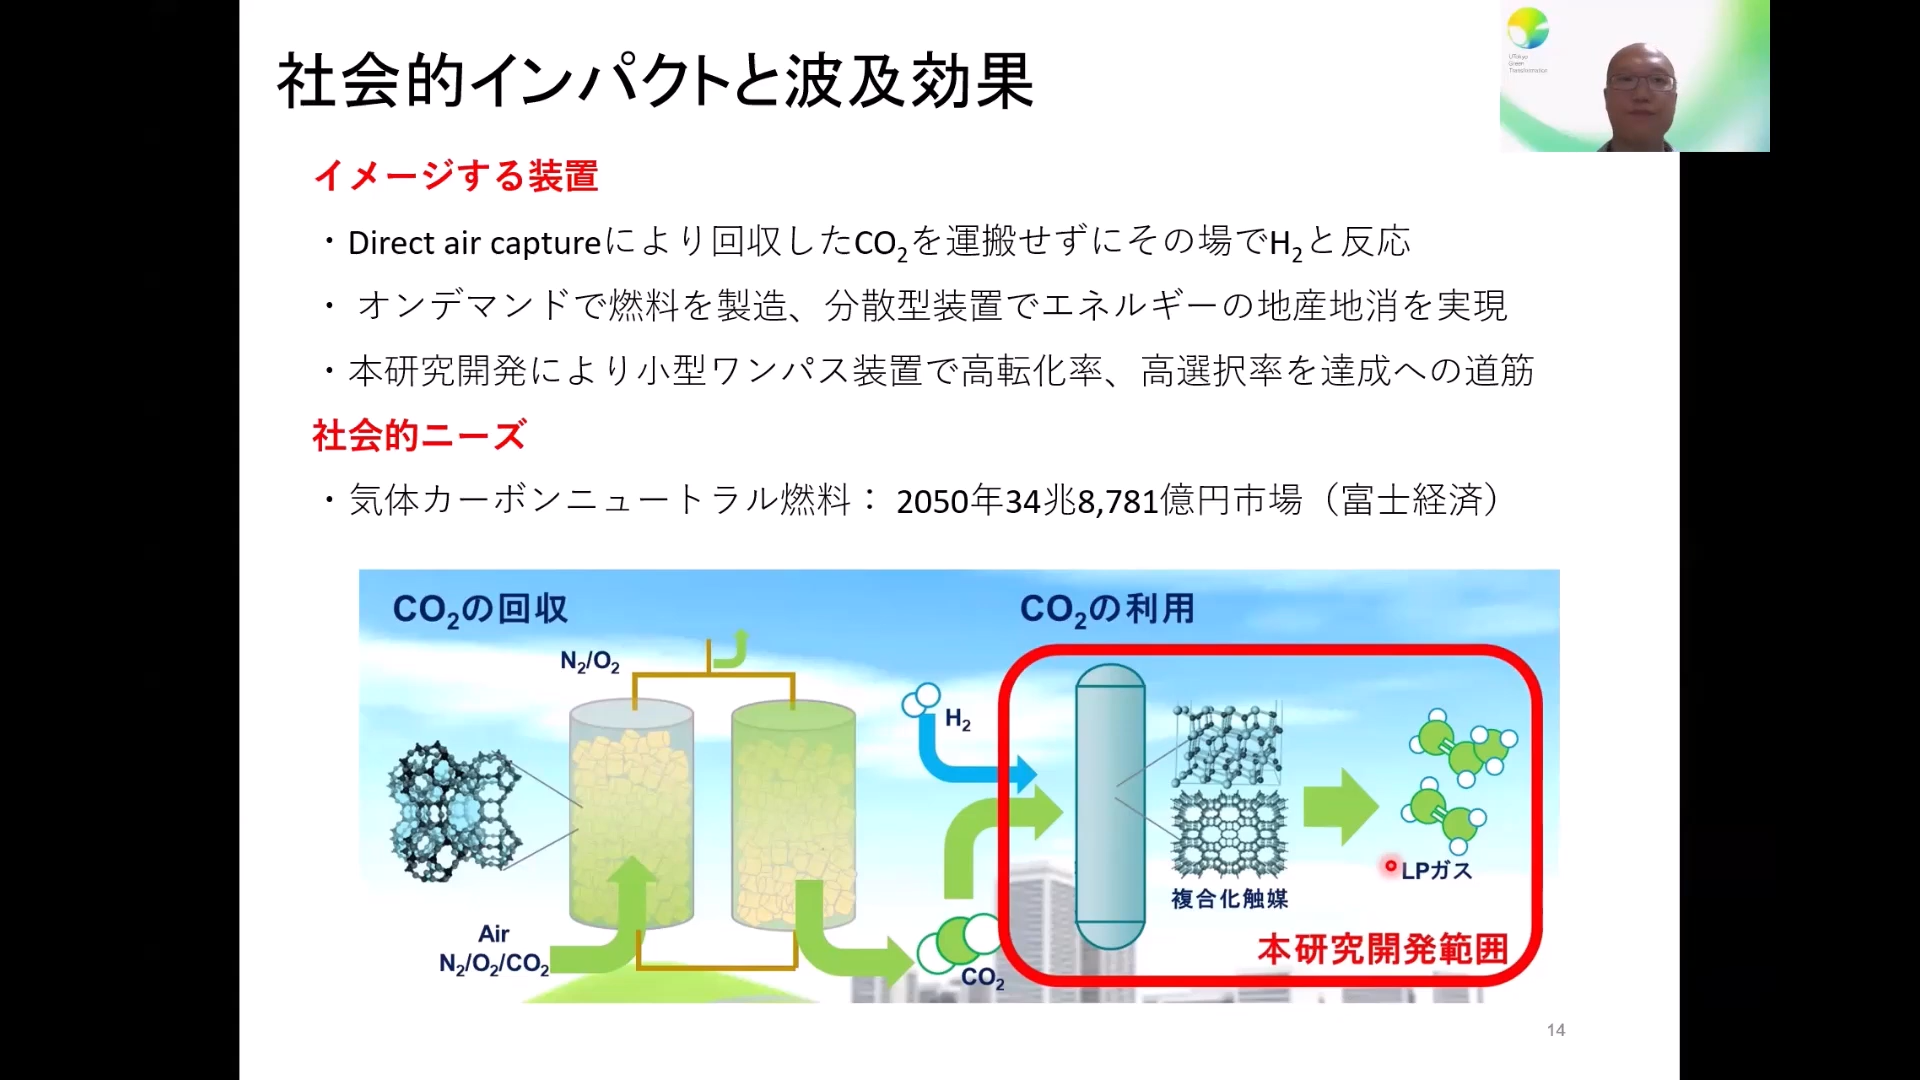 社会的インパクトと波及効果
UTokyo
Green
Transformation
イメージする装置
・Direct air captureにより回収したCO₂を運搬せずにその場でH₂と反応
・ オンデマンドで燃料を製造、分散型装置でエネルギーの地産地消を実現
・本研究開発により小型ワンパス装置で高転化率、高選択率を達成への道筋
社会的ニーズ
・気体カーボンニュートラル燃料： 2050年34兆8,781億円市場（富士経済）
CO₂の回収
CO₂の利用
N₂/O₂
H₂
LPガス
複合化触媒
Air
N₂/O₂/CO₂
CO₂
本研究開発範囲
14